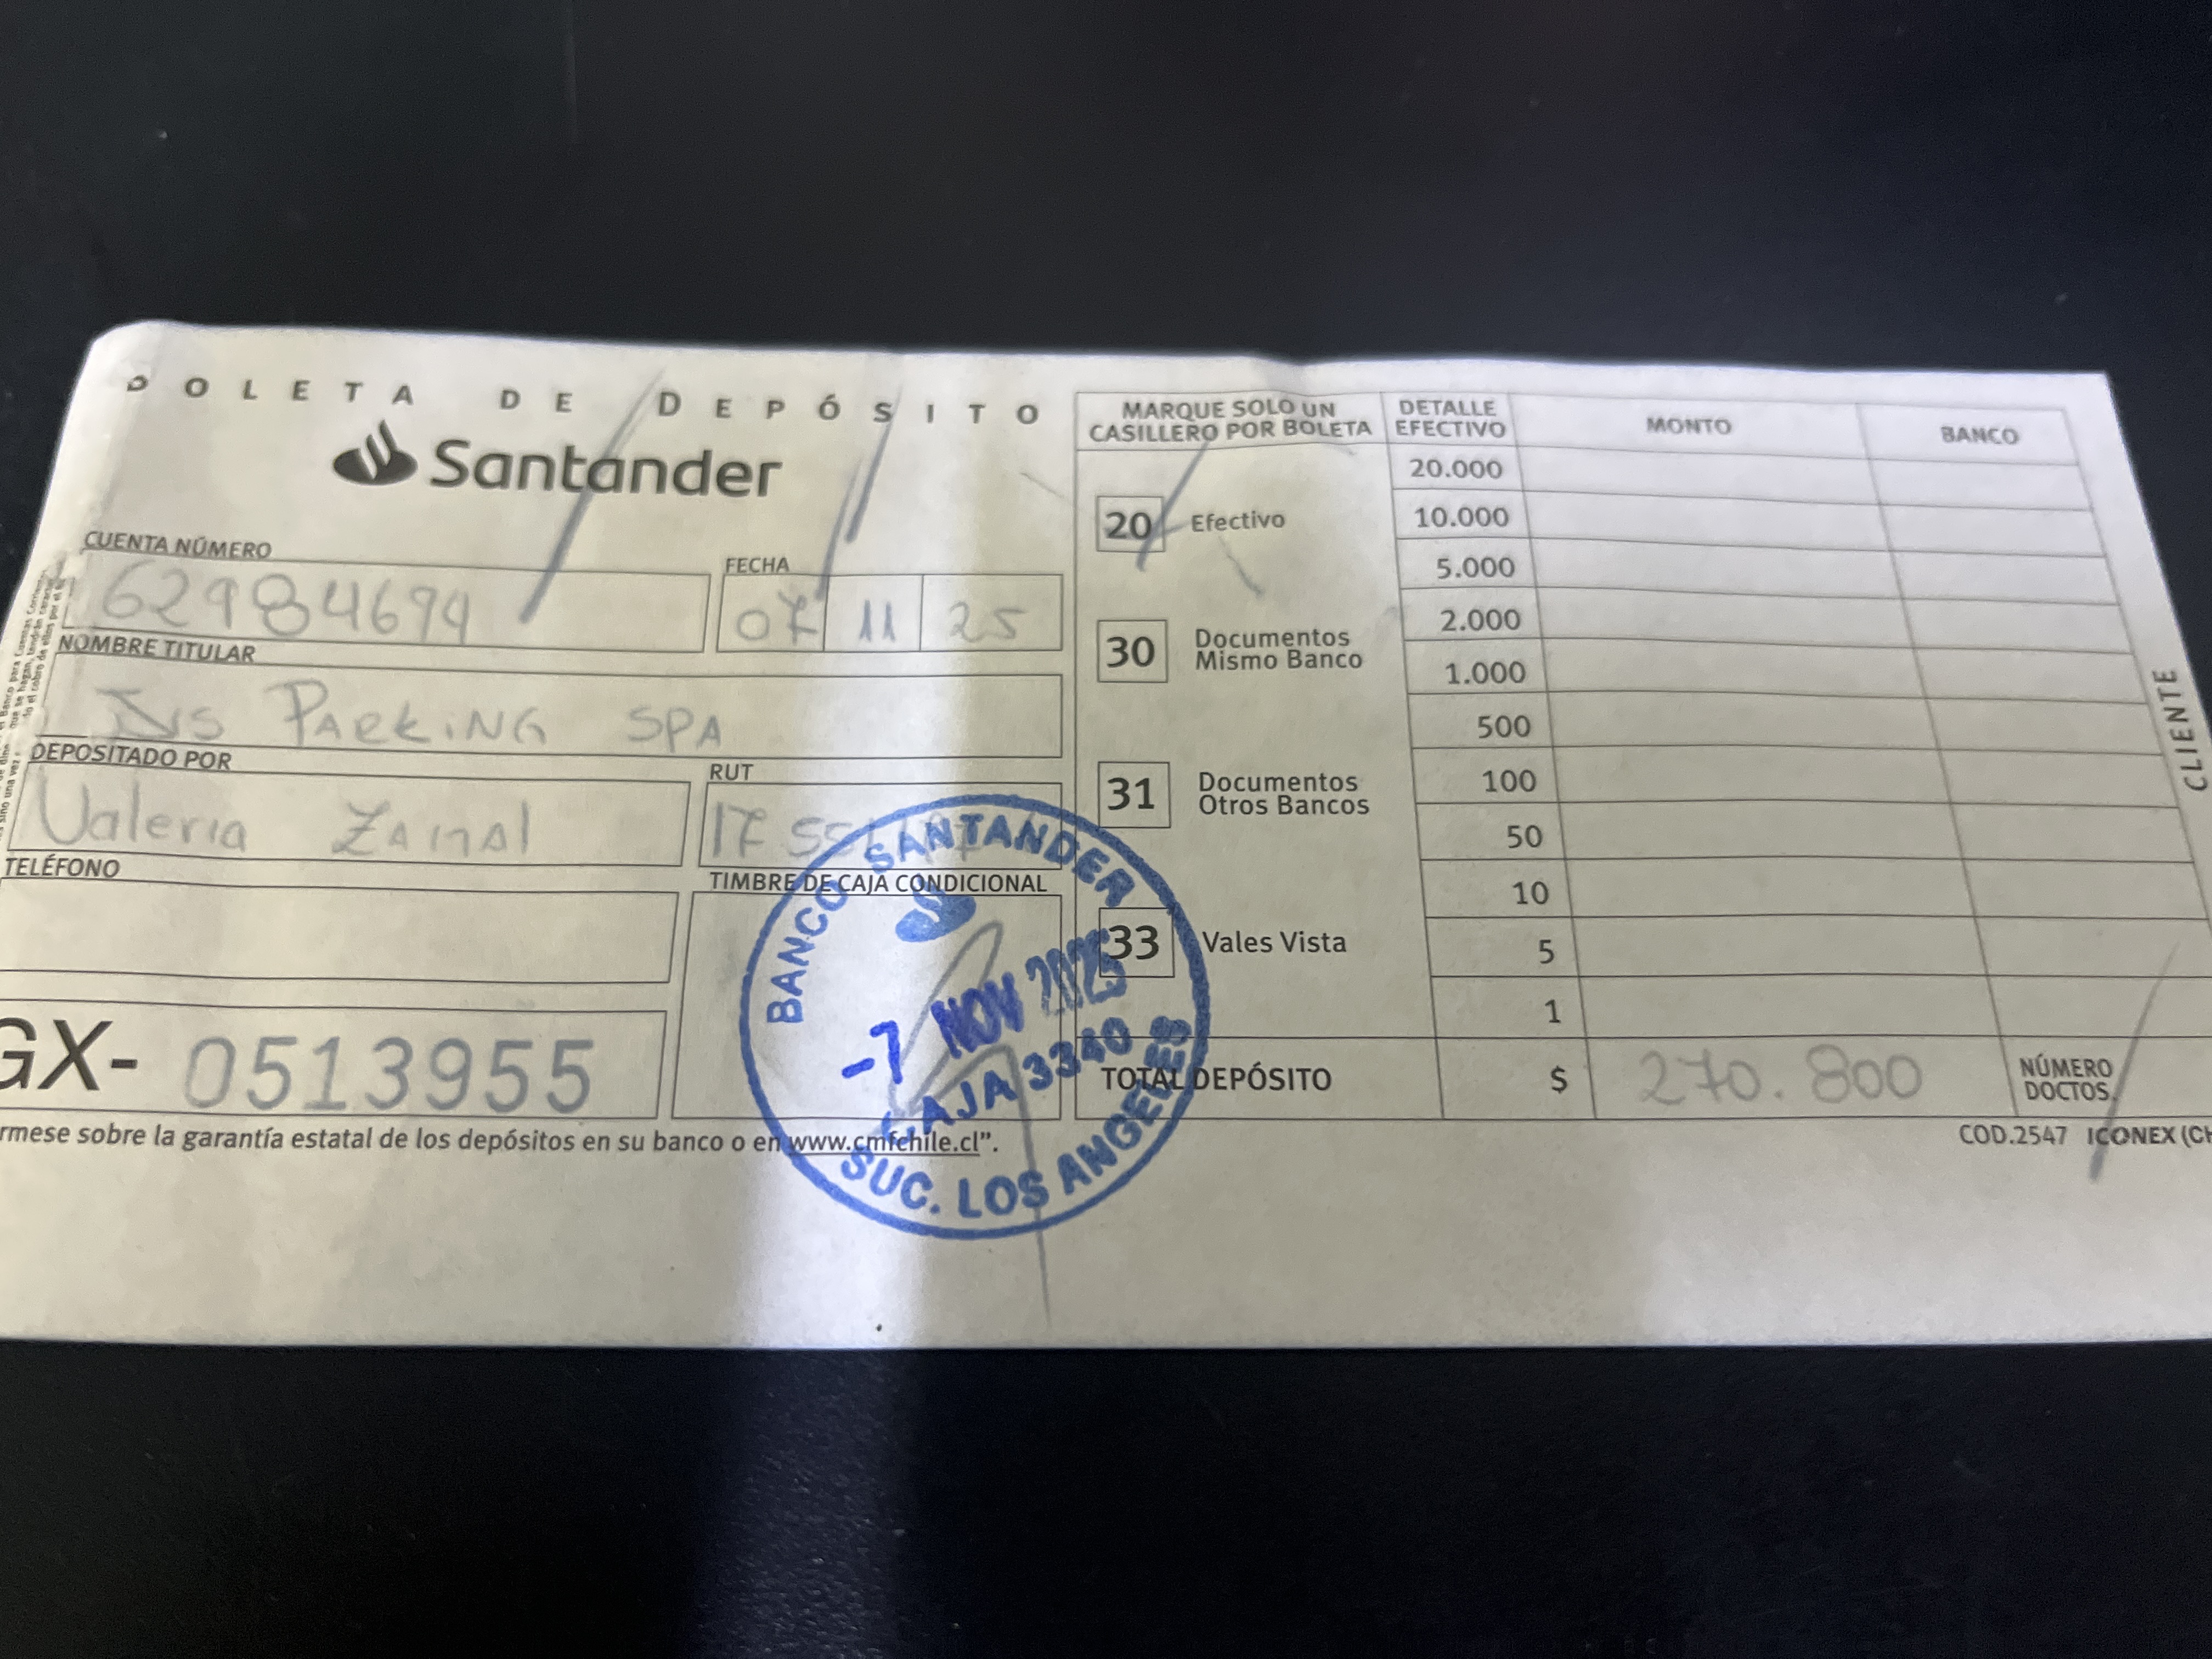 BOLETA DE DEPÓSITO
Santander
CUENTA NÚMERO
62984694
FECHA
07 11 25
NOMBRE TITULAR
PARKING SPA
DEPOSITADO POR
Valeria
RUT
17
TELÉFONO
TIMBRE DE CAJA CONDICIONAL
GX- 0513955
BANCO SANTANDER
-7 NOV 2025
CAJA 3340
SUC. LOS ANGELES
rmese sobre la garantía estatal de los depósitos en su banco o en www.cmfchile.cl”.
MARQUE SOLO UN
CASILLERO POR BOLETA
20 Efectivo
30 Documentos
Mismo Banco
31 Documentos
Otros Bancos
33 Vales Vista
DETALLE
EFECTIVO
MONTO
BANCO
20.000
10.000
5.000
2.000
1.000
500
100
50
10
5
1
TOTAL DEPÓSITO $ 270.800
NÚMERO
DOCTOS.
COD.2547 ICONEX (CH
CLIENTE